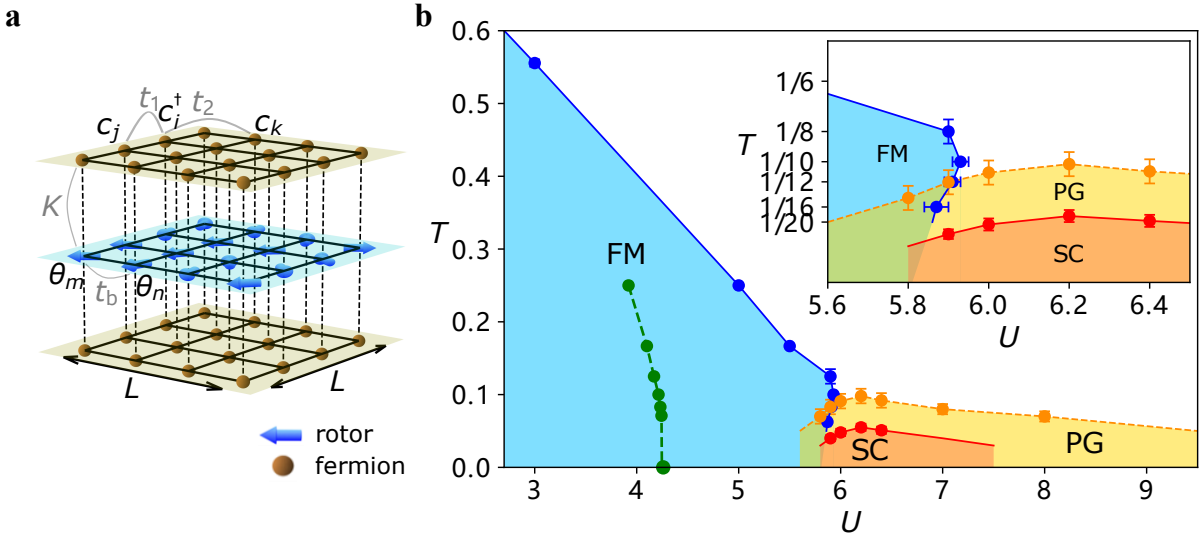 a
t₁ c†ᵢ t₂
cⱼ cₖ
K
θₘ θₙ
t_b
L L
rotor
fermion
b
0.6
0.5
0.4
0.3
0.2
0.1
0.0
T
3 4 5 6 7 8 9
U
FM
SC
PG
1/6
1/8
1/10
1/12
1/16
1/20
T
FM
PG
SC
5.6 5.8 6.0 6.2 6.4
U